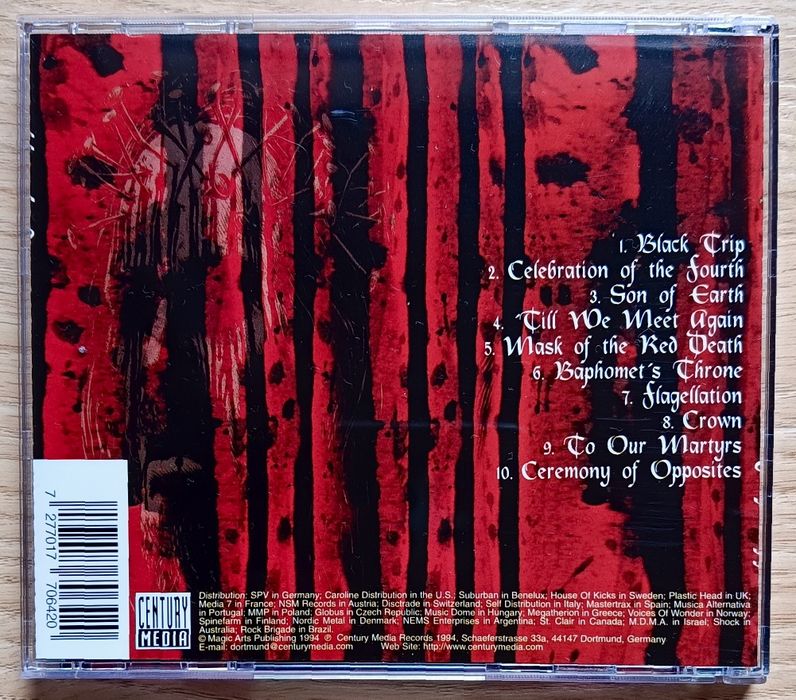 1. Black Trip
2. Celebration of the Fourth
3. Son of Earth
4. 'Till We Meet Again
5. Mask of the Red Death
6. Baphomet's Throne
7. Flagellation
8. Crown
9. To Our Martyrs
10. Ceremony of Opposites
7 277017 706420
CENTURY
MEDIA
Distribution: SPV in Germany; Caroline Distribution in the U.S.; Suburban in Benelux; House Of Kicks in Sweden; Plastic Head in UK;
Media 7 in France; NSM Records in Austria; Disctrade in Switzerland; Self Distribution in Italy; Mastertrax in Spain; Musica Alternativa
in Portugal; MMP in Poland; Globus in Czech Republic; Music Dome in Hungary; Megatherion in Greece; Voices Of Wonder in Norway;
Spinefarm in Finland; Nordic Metal in Denmark; NEMS Enterprises in Argentina; St. Clair in Canada; M.D.M.A. in Israel; Shock in
Australia; Rock Brigade in Brazil.
©Magic Arts Publishing 1994 ℗ Century Media Records 1994, Schaeferstrasse 33a, 44147 Dortmund, Germany
E-mail: dortmund@centurymedia.com Web Site: http://www.centurymedia.com